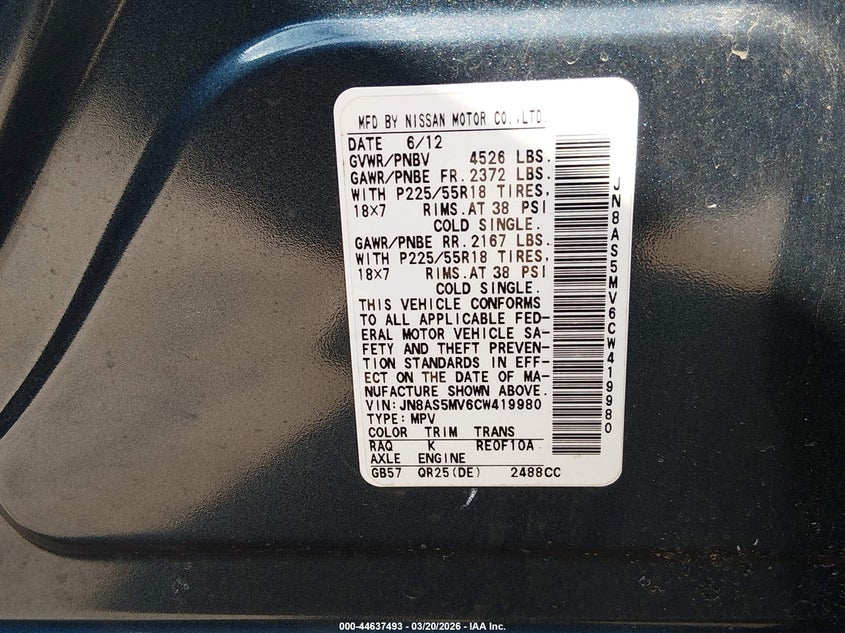 MFD BY NISSAN MOTOR CO.,LTD.
DATE 6/12
GVWR/PNBV 4526 LBS.
GAWR/PNBE FR. 2372 LBS.
WITH P225/55R18 TIRES,
18X7 RIMS.AT 38 PSI
COLD SINGLE.
GAWR/PNBE RR. 2167 LBS.
WITH P225/55R18 TIRES,
18X7 RIMS.AT 38 PSI
COLD SINGLE.
THIS VEHICLE CONFORMS
TO ALL APPLICABLE FED-
ERAL MOTOR VEHICLE SA-
FETY AND THEFT PREVEN-
TION STANDARDS IN EFF-
ECT ON THE DATE OF MA-
NUFACTURE SHOWN ABOVE.
VIN: JN8AS5MV6CW419980
TYPE: MPV
COLOR TRIM TRANS
RAQ K RE0F10A
AXLE ENGINE
GB57 QR25(DE) 2488CC
JN8AS5MV6CW419980
000-44637493 - 03/20/2026 - IAA Inc.